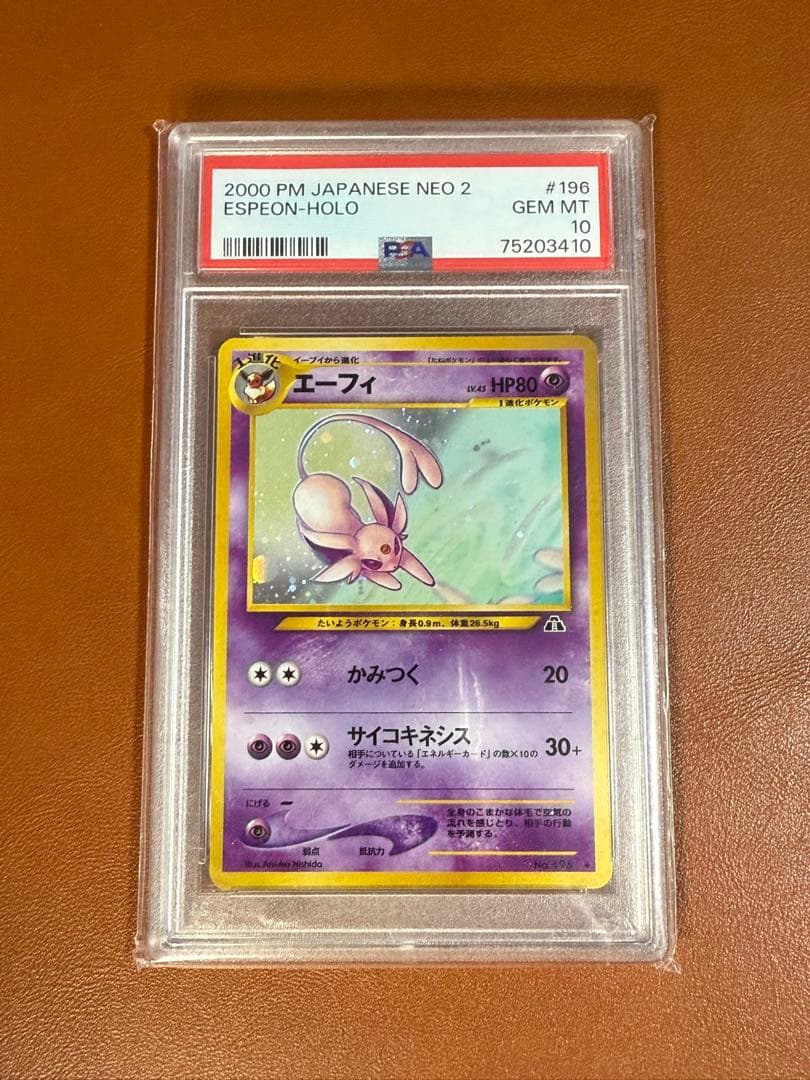 2000 PM JAPANESE NEO 2 #196
ESPEON-HOLO GEM MT
10
PSA 75203410
1進化 イーブイから進化
エーフィ LV.45 HP80
1進化ポケモン
たいようポケモン：身長0.9m、体重26.5kg
かみつく 20
サイコキネシス 30+
相手についている「エネルギーカード」の数×10の
ダメージを追加する。
にげる
全身のこまかな体毛で空気の
流れを感じとり、相手の行動
を予測する。
弱点 抵抗力
illus. Atsuko Nishida No.196